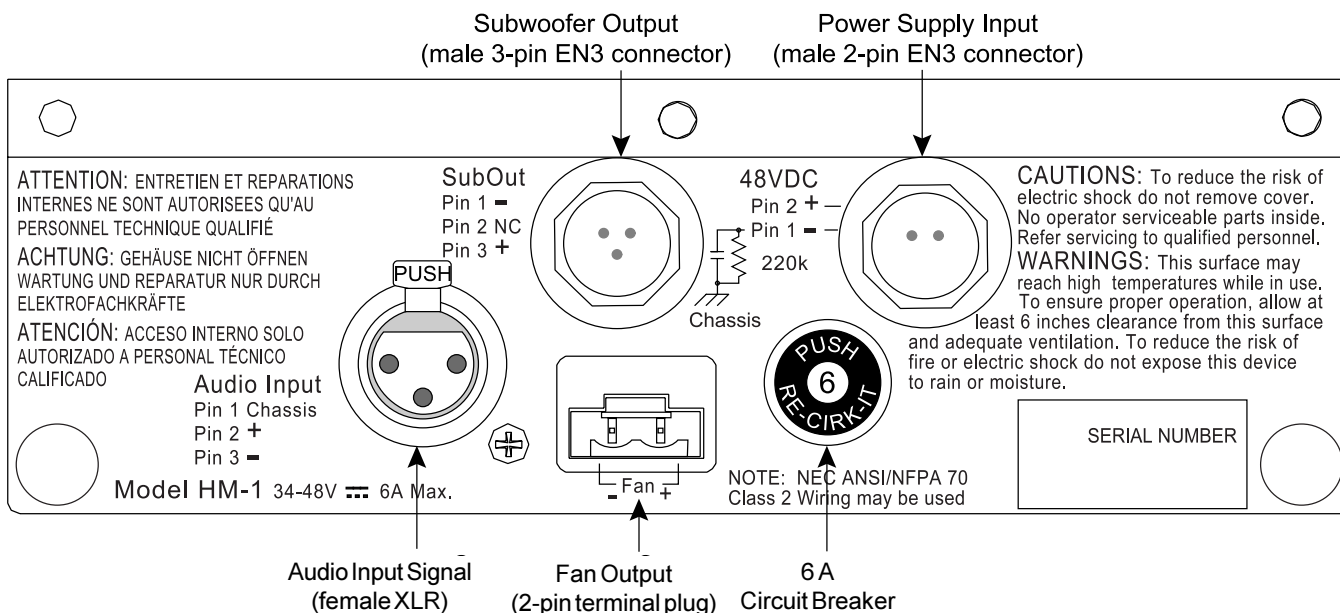 Subwoofer Output
(male 3-pin EN3 connector)
Power Supply Input
(male 2-pin EN3 connector)
ATTENTION: ENTRETIEN ET REPARATIONS
INTERNES NE SONT AUTORISEES QU'AU
PERSONNEL TECHNIQUE QUALIFIÉ
ACHTUNG: GEHÄUSE NICHT ÖFFNEN
WARTUNG UND REPARATUR NUR DURCH
ELEKTROFACHKRÄFTE
ATENCIÓN: ACCESO INTERNO SOLO
AUTORIZADO A PERSONAL TÉCNICO
CALIFICADO
SubOut
Pin 1 -
Pin 2 NC
Pin 3 +
48VDC
Pin 2 +
Pin 1 -
220k
Chassis
CAUTIONS: To reduce the risk of
electric shock do not remove cover.
No operator serviceable parts inside.
Refer servicing to qualified personnel.
WARNINGS: This surface may
reach high temperatures while in use.
To ensure proper operation, allow at
least 6 inches clearance from this surface
and adequate ventilation. To reduce the risk of
fire or electric shock do not expose this device
to rain or moisture.
PUSH
Audio Input
Pin 1 Chassis
Pin 2 +
Pin 3 -
Model HM-1 34-48V ⎓ 6A Max.
- Fan +
PUSH
6
RE-CIRK-IT
NOTE: NEC ANSI/NFPA 70
Class 2 Wiring may be used
SERIAL NUMBER
Audio Input Signal
(female XLR)
Fan Output
(2-pin terminal plug)
6 A
Circuit Breaker